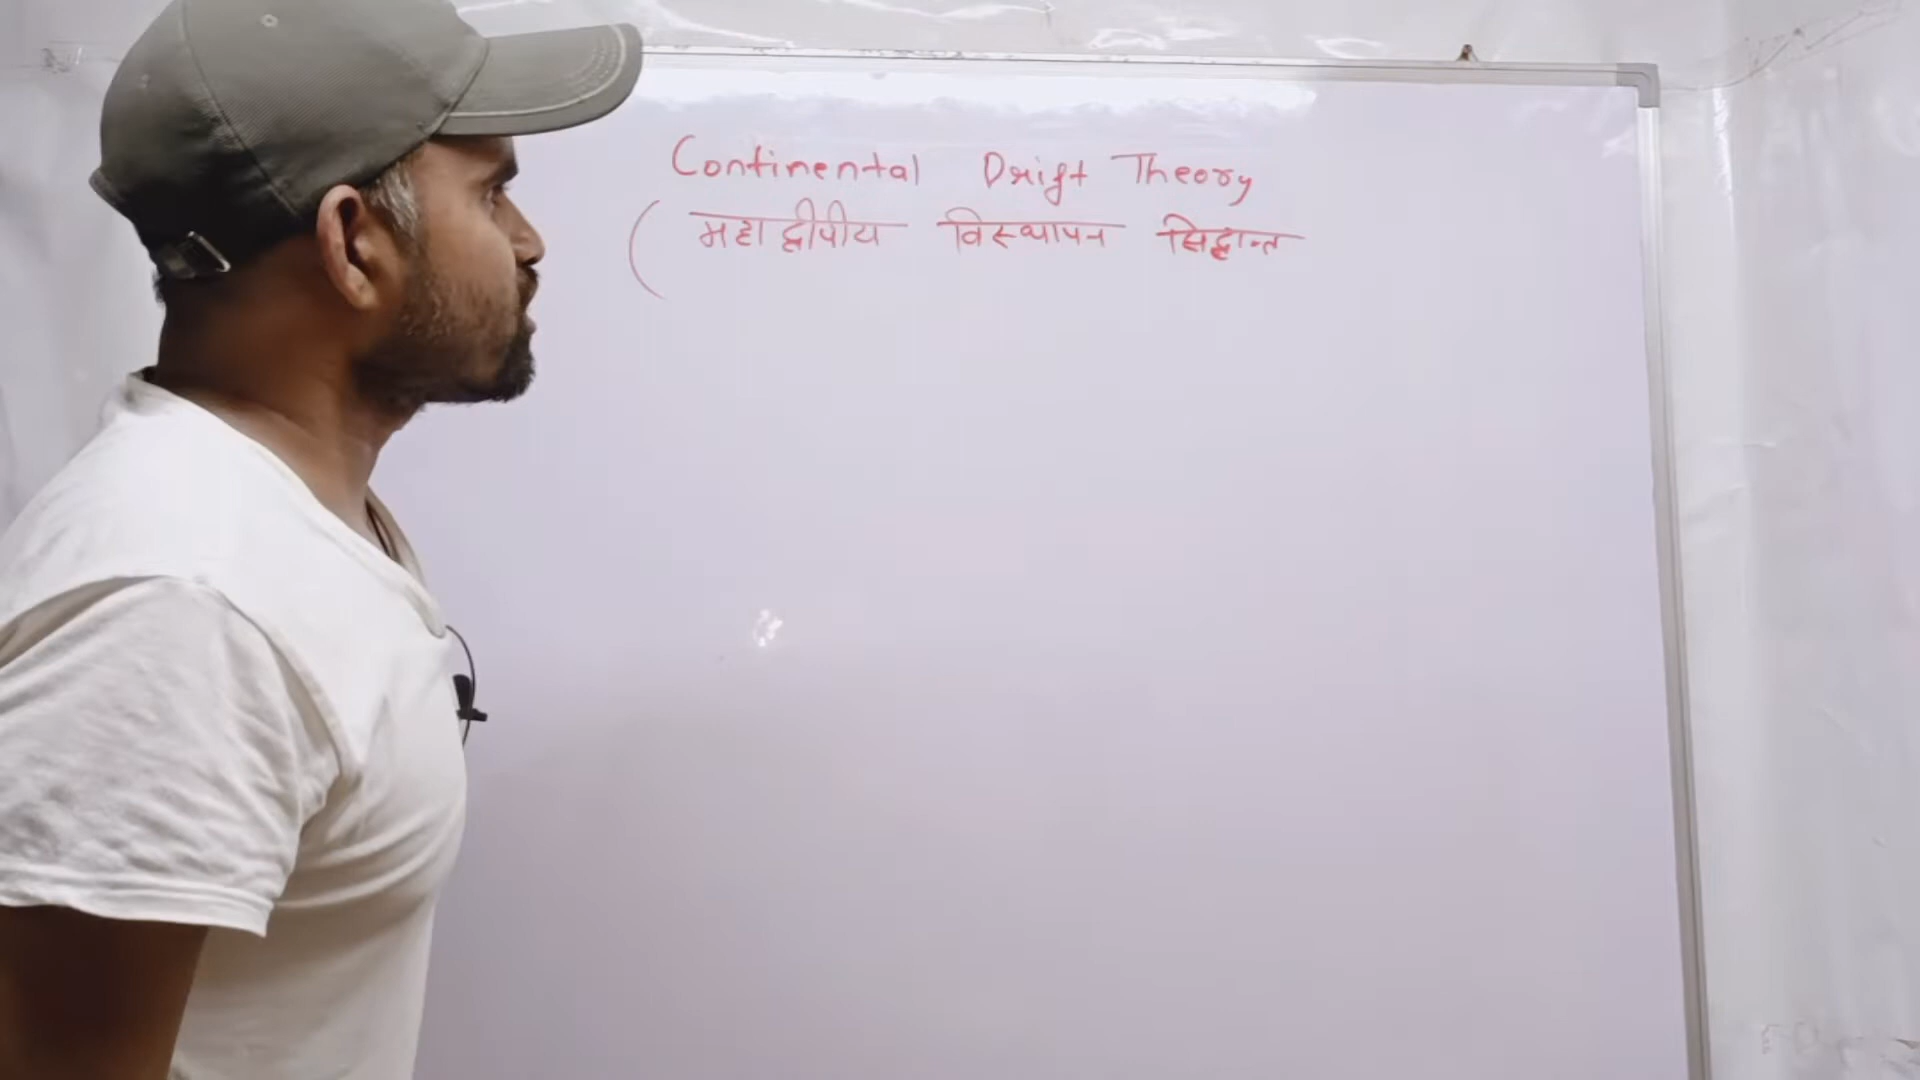 Continental Drift Theory
( महाद्वीपीय विस्थापन सिद्धान्त